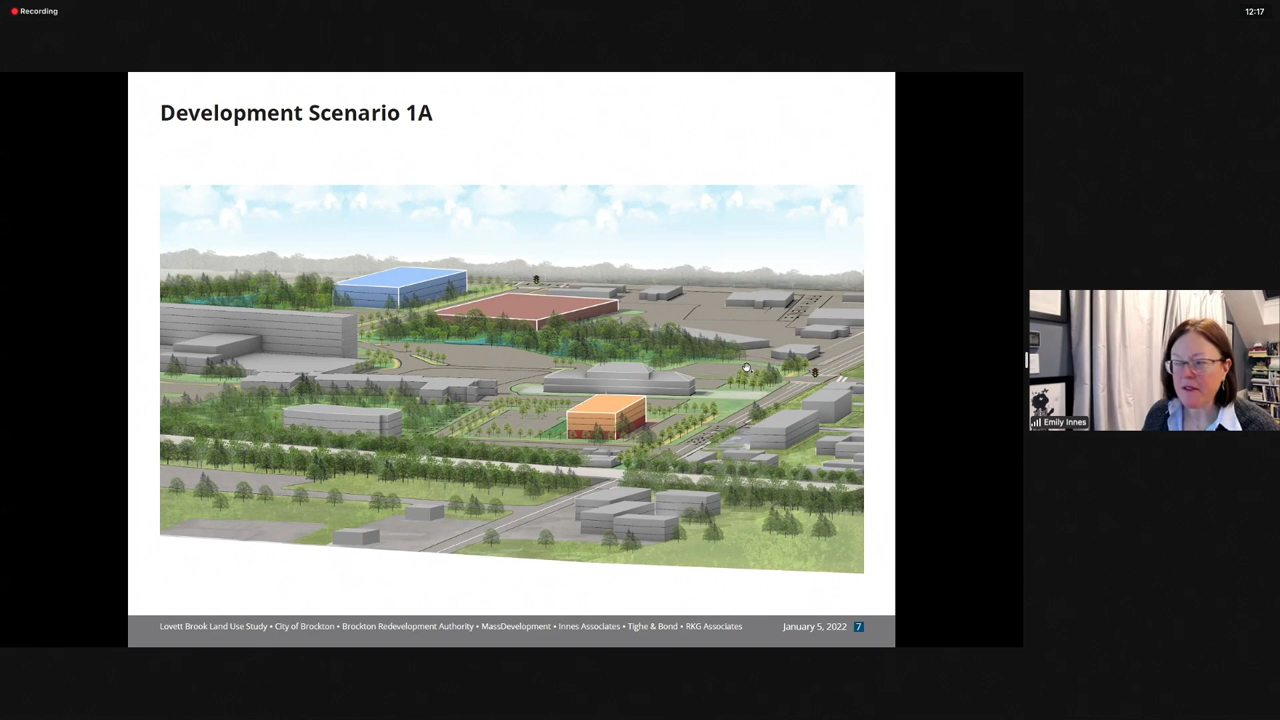 Recording
12:17
Development Scenario 1A
Emily Innes
Lovett Brook Land Use Study • City of Brockton • Brockton Redevelopment Authority • MassDevelopment • Innes Associates • Tighe & Bond • RKG Associates
January 5, 2022 7